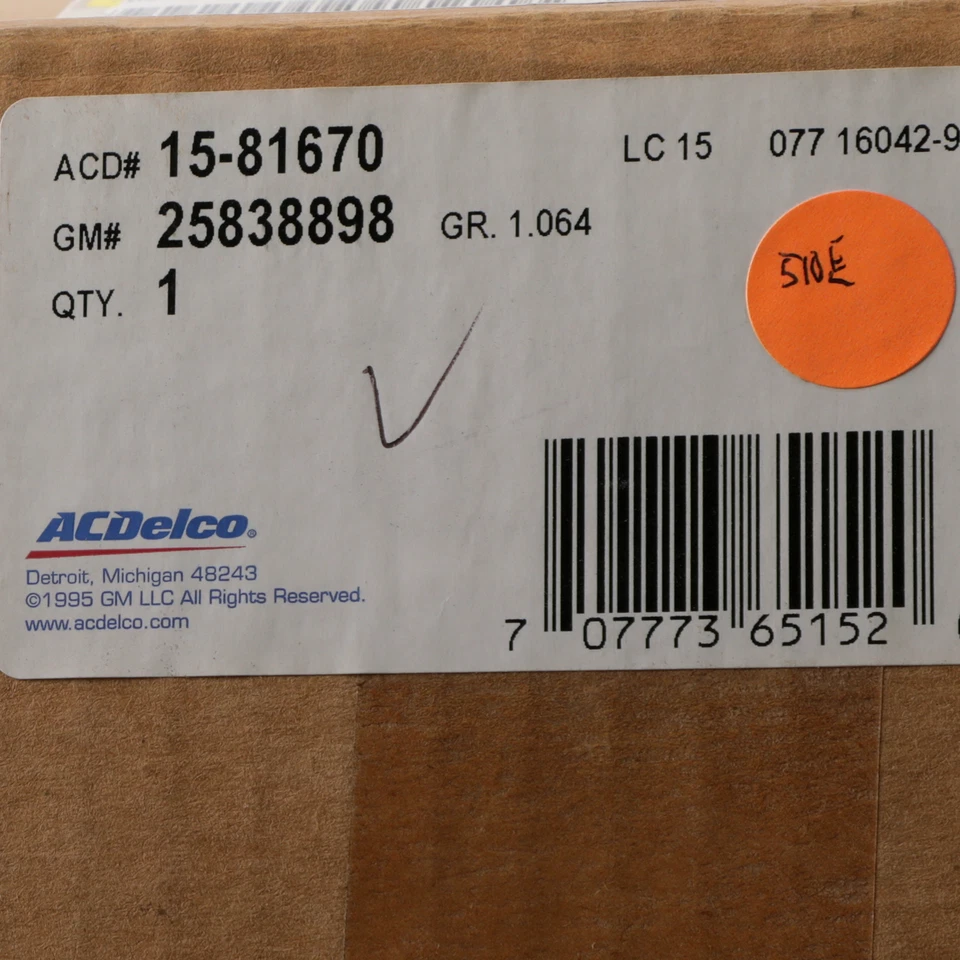 ACD# 15-81670
LC 15 077 16042-9
GM# 25838898 GR. 1.064
510E
QTY. 1
ACDelco®
Detroit, Michigan 48243
©1995 GM LLC All Rights Reserved.
www.acdelco.com
7 07773 65152